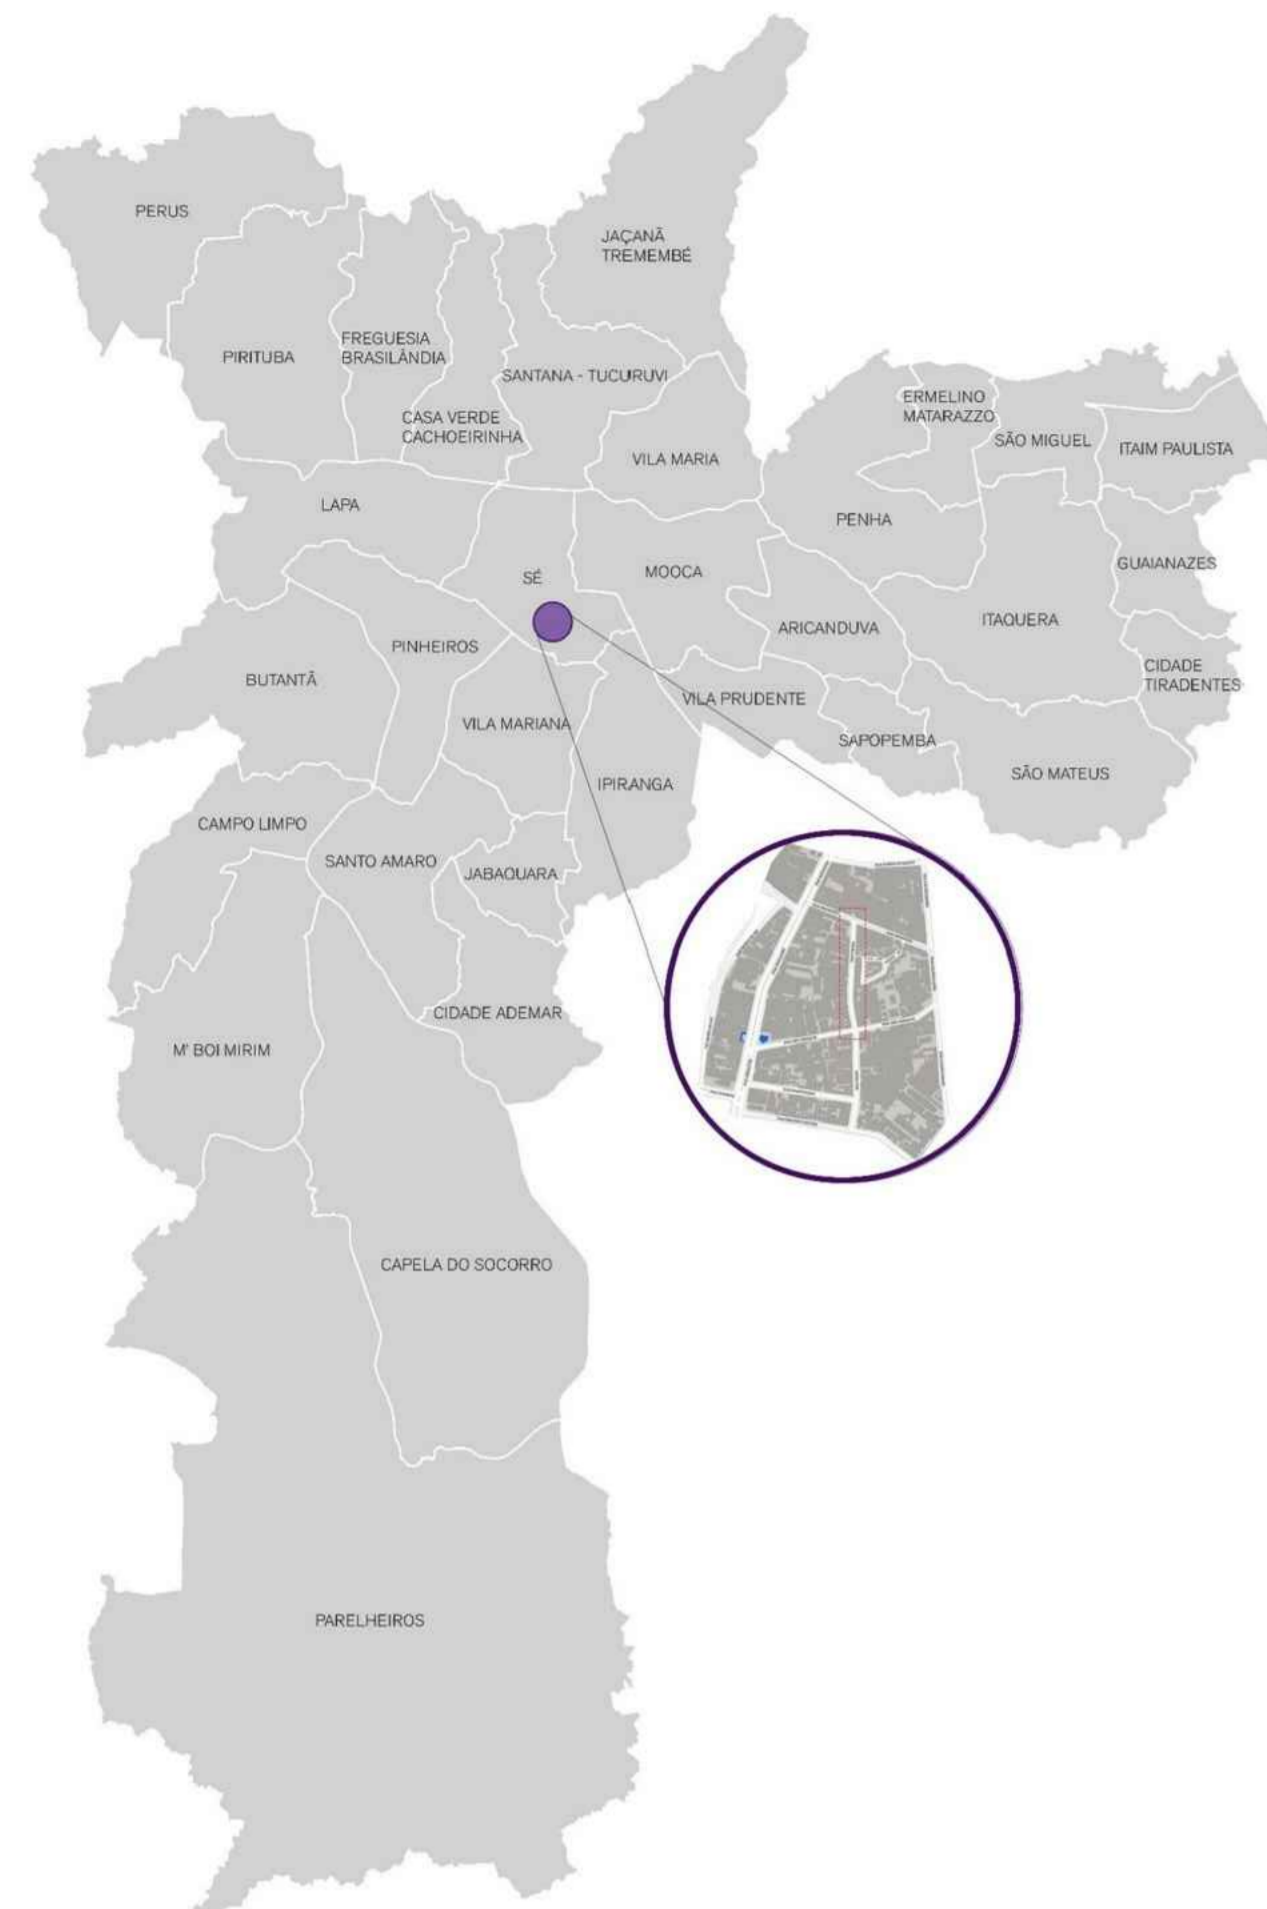 PERUS
JAÇANÃ
TREMEMBÉ
PIRITUBA
FREGUESIA
BRASILÂNDIA
SANTANA - TUCURUVI
CASA VERDE
CACHOEIRINHA
VILA MARIA
ERMELINO
MATARAZZO
SÃO MIGUEL
ITAIM PAULISTA
LAPA
PENHA
SÉ
MOOCA
GUAIANAZES
ARICANDUVA
ITAQUERA
PINHEIROS
BUTANTÃ
CIDADE
TIRADENTES
VILA PRUDENTE
VILA MARIANA
SAPOPEMBA
IPIRANGA
SÃO MATEUS
CAMPO LIMPO
SANTO AMARO
JABAQUARA
CIDADE ADEMAR
M' BOI MIRIM
CAPELA DO SOCORRO
PARELHEIROS